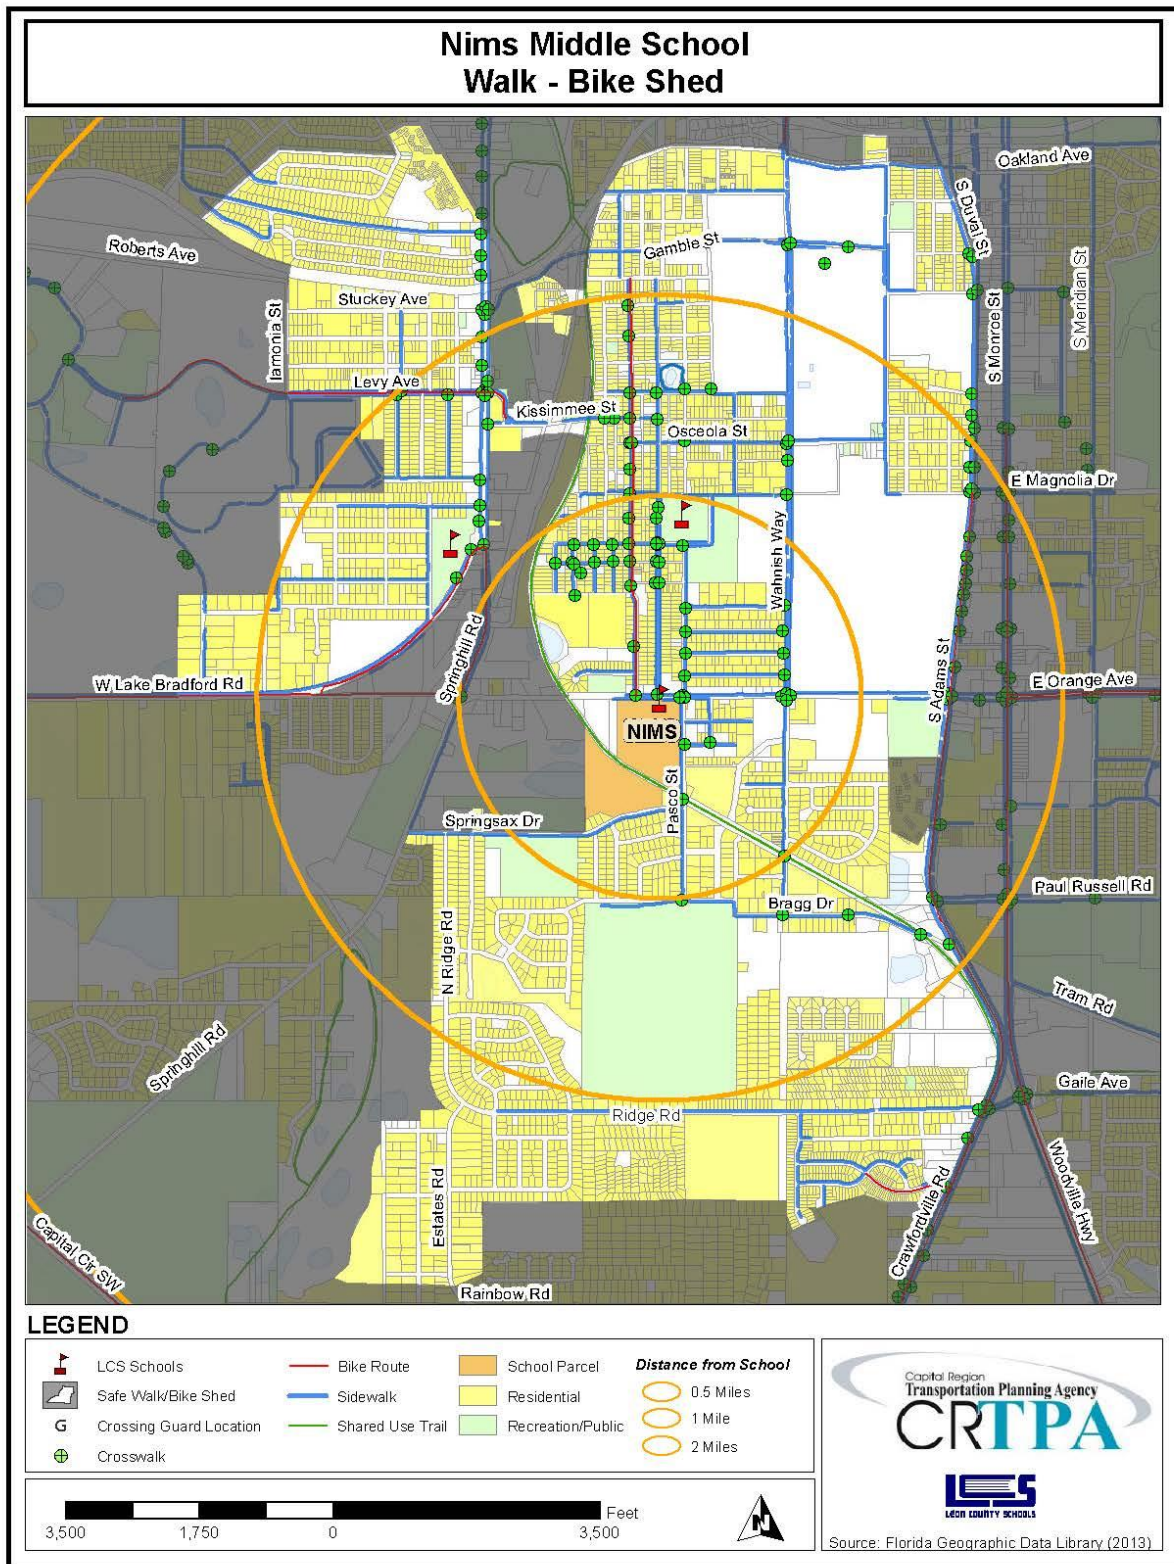 Nims Middle School
Walk - Bike Shed
Oakland Ave
S Duval St
Roberts Ave
Gamble St
S Meridian St
Stuckey Ave
Iamonia St
S Monroe St
Levy Ave
Kissimmee St
Osceola St
E Magnolia Dr
Wahnish Way
Springhill Rd
S Adams St
W Lake Bradford Rd
E Orange Ave
NIMS
Pasco St
Springsax Dr
Paul Russell Rd
Bragg Dr
N Ridge Rd
Tram Rd
Springhill Rd
Gaile Ave
Ridge Rd
Woodville Hwy
Estates Rd
Crawfordville Rd
Capital Cir SW
Rainbow Rd
LEGEND
LCS Schools
Safe Walk/Bike Shed
G Crossing Guard Location
Crosswalk
Bike Route
Sidewalk
Shared Use Trail
School Parcel
Residential
Recreation/Public
Distance from School
0.5 Miles
1 Mile
2 Miles
Capital Region
Transportation Planning Agency
CRTPA
LCS
LEON COUNTY SCHOOLS
Feet
3,500 1,750 0 3,500
N
Source: Florida Geographic Data Library (2013)